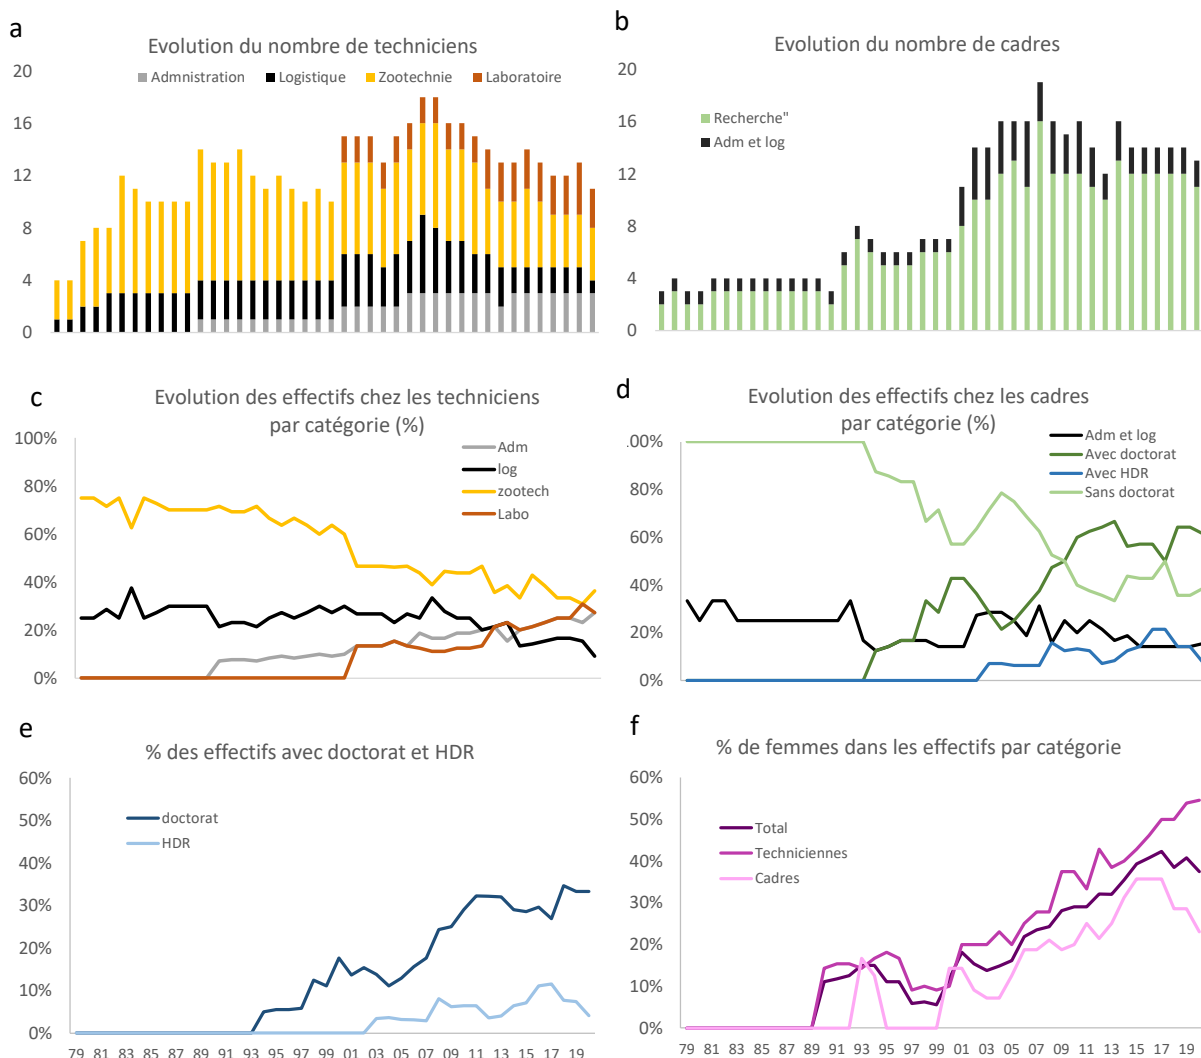 a
Evolution du nombre de techniciens
Admnistration Logistique Zootechnie Laboratoire
20
16
12
8
4
0
b
Evolution du nombre de cadres
Recherche"
Adm et log
20
16
12
8
4
0
c
Evolution des effectifs chez les techniciens
par catégorie (%)
Adm
log
zootech
Labo
100%
80%
60%
40%
20%
0%
d
Evolution des effectifs chez les cadres
par catégorie (%)
Adm et log
Avec doctorat
Avec HDR
Sans doctorat
100%
80%
60%
40%
20%
0%
e
% des effectifs avec doctorat et HDR
doctorat
HDR
60%
50%
40%
30%
20%
10%
0%
79 81 83 85 87 89 91 93 95 97 99 01 03 05 07 09 11 13 15 17 19
f
% de femmes dans les effectifs par catégorie
Total
Techniciennes
Cadres
60%
50%
40%
30%
20%
10%
0%
79 81 83 85 87 89 91 93 95 97 99 01 03 05 07 09 11 13 15 17 19